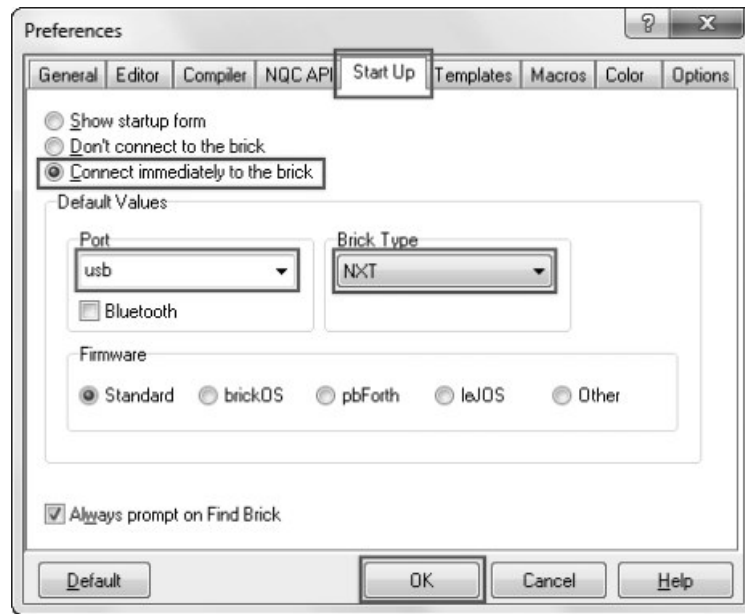 Preferences
General Editor Compiler NQC API Start Up Templates Macros Color Options
Show startup form
Don't connect to the brick
Connect immediately to the brick
Default Values
Port
usb
Bluetooth
Brick Type
NXT
Firmware
Standard brickOS pbForth leJOS Other
Always prompt on Find Brick
Default OK Cancel Help